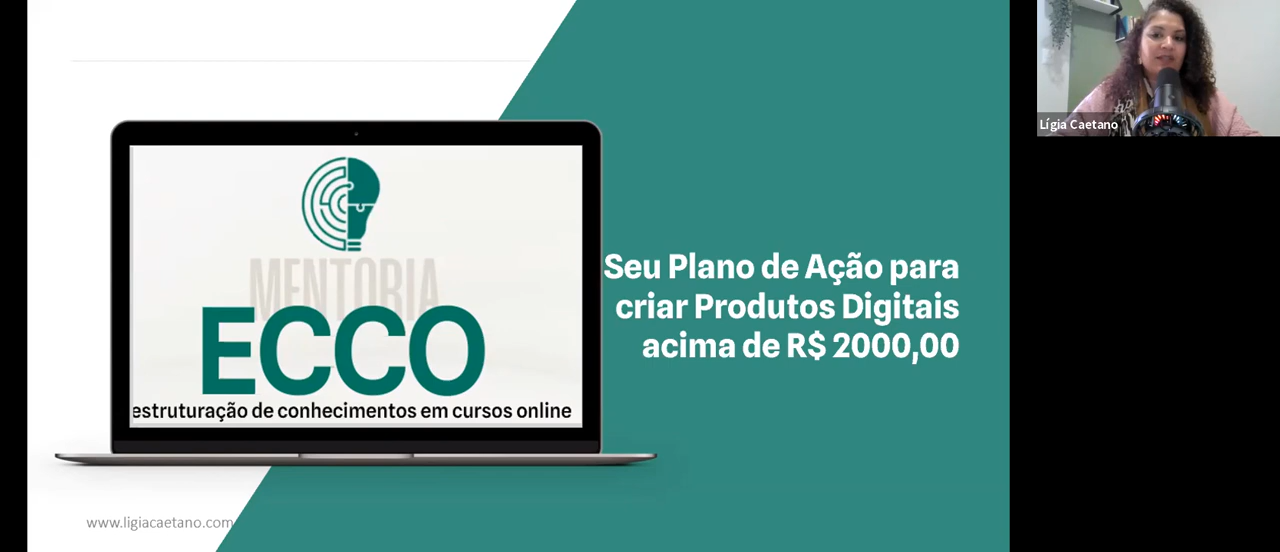 MENTORIA
ECCO
estruturação de conhecimentos em cursos online
Seu Plano de Ação para
criar Produtos Digitais
acima de R$ 2000,00
www.ligiacaetano.com
Lígia Caetano